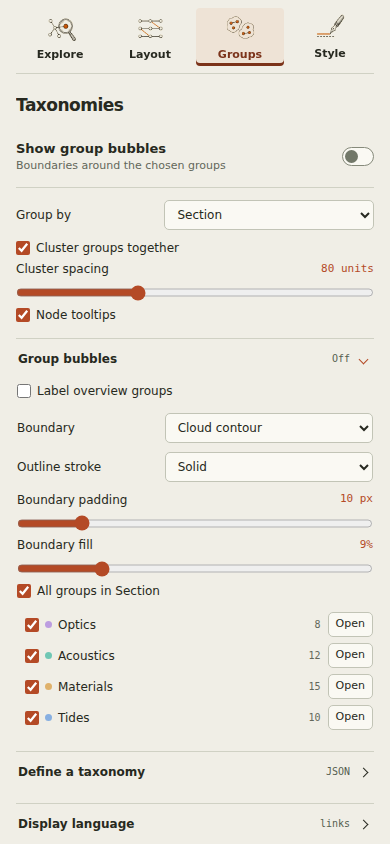 Explore Layout Groups Style
Taxonomies
Show group bubbles
Boundaries around the chosen groups
Group by Section
Cluster groups together
Cluster spacing 80 units
Node tooltips
Group bubbles Off
Label overview groups
Boundary Cloud contour
Outline stroke Solid
Boundary padding 10 px
Boundary fill 9%
All groups in Section
Optics 8 Open
Acoustics 12 Open
Materials 15 Open
Tides 10 Open
Define a taxonomy JSON
Display language links